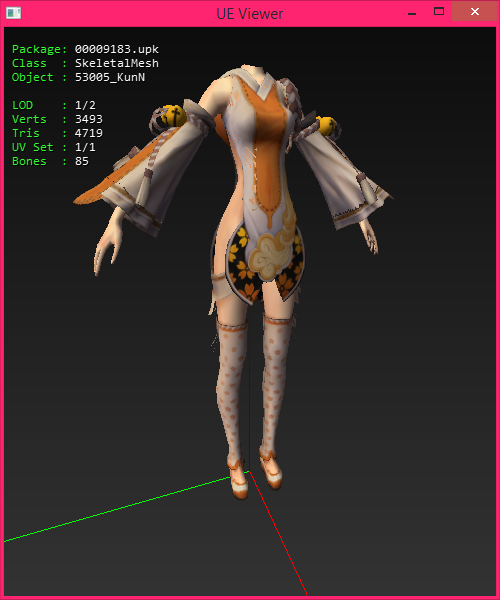 UE Viewer
Package: 00009183.upk
Class : SkeletalMesh
Object : 53005_KunN
LOD : 1/2
Verts : 3493
Tris : 4719
UV Set : 1/1
Bones : 85